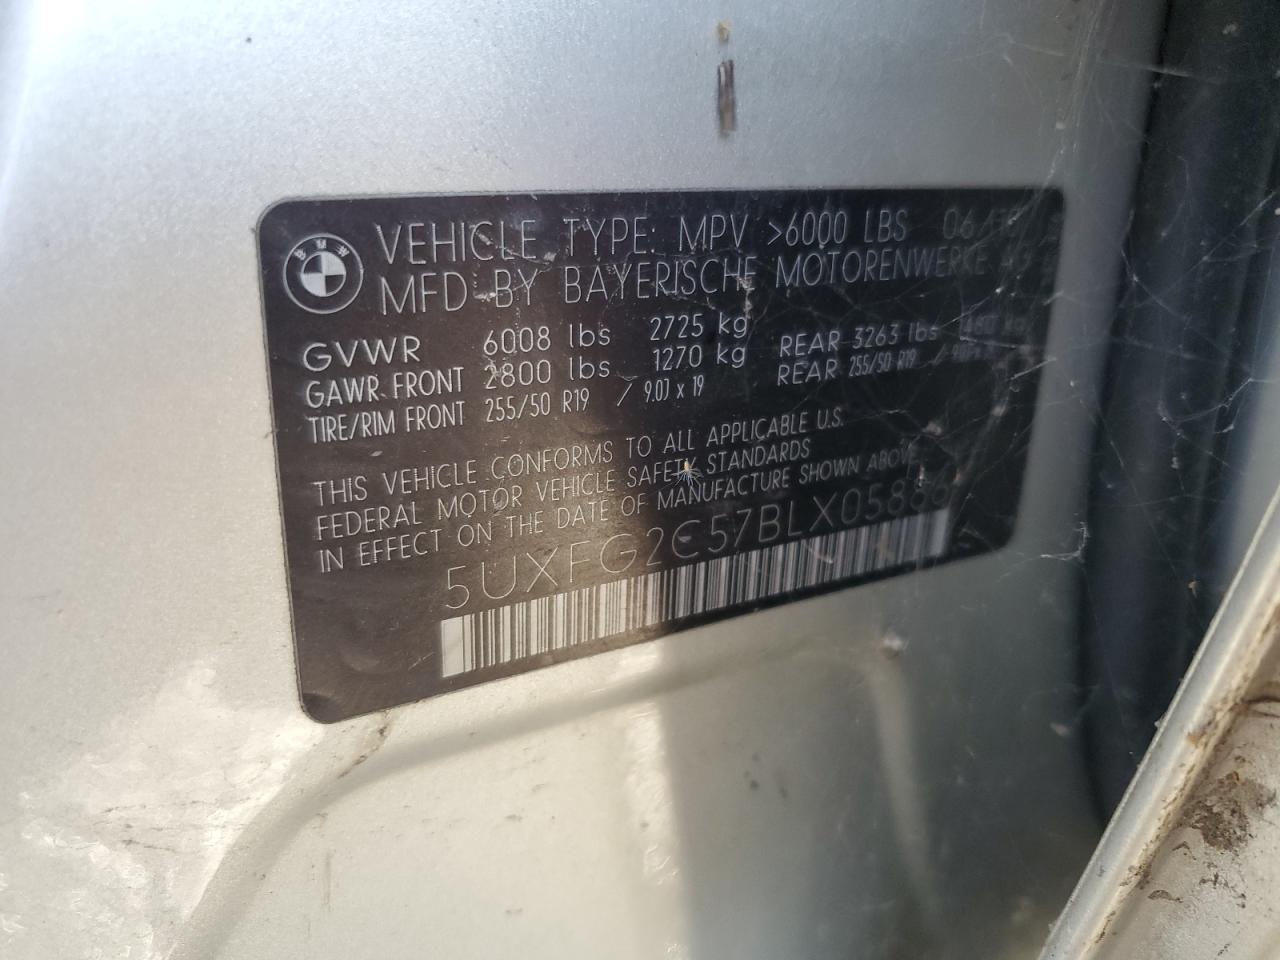 BMW
VEHICLE TYPE: MPV >6000 LBS
MFD BY BAYERISCHE MOTORENWERKE AG
GVWR 6008 lbs 2725 kg
GAWR FRONT 2800 lbs 1270 kg REAR 3263 lbs kg
TIRE/RIM FRONT 255/50 R19 / 9.0J x 19 REAR 255/50 R19 /
THIS VEHICLE CONFORMS TO ALL APPLICABLE U.S.
FEDERAL MOTOR VEHICLE SAFETY STANDARDS
IN EFFECT ON THE DATE OF MANUFACTURE SHOWN ABOVE
5UXFG2C57BLX05886